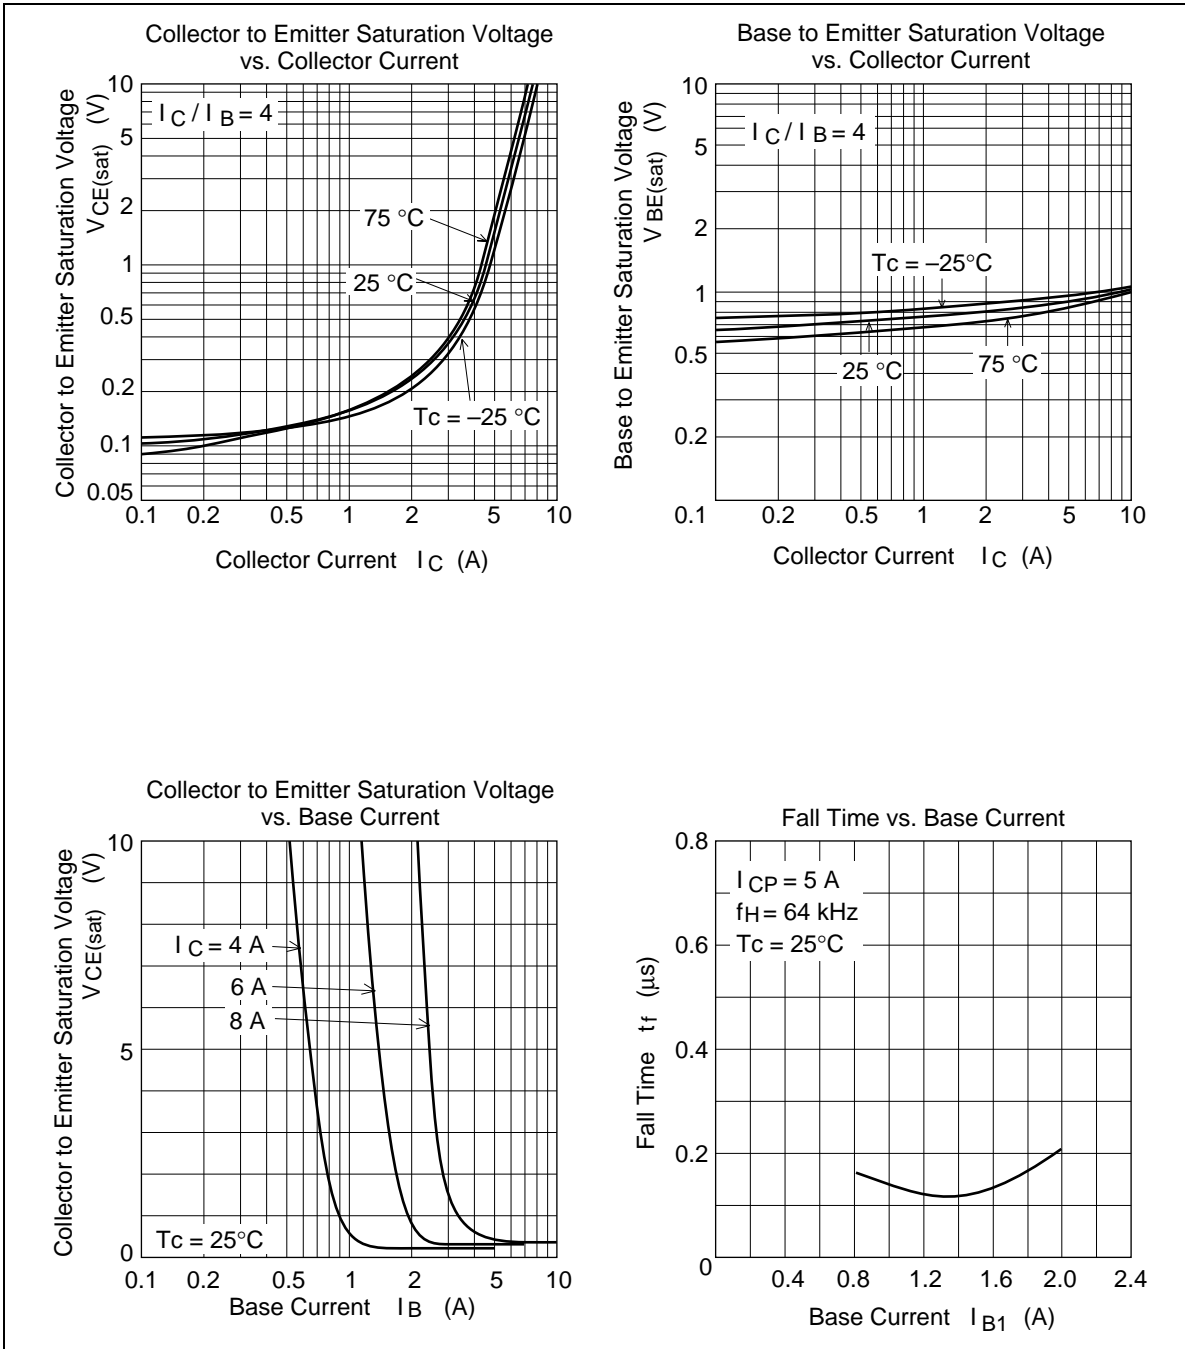 Collector to Emitter Saturation Voltage
vs. Collector Current
Collector to Emitter Saturation Voltage
V CE(sat) (V)
10
5
2
1
0.5
0.2
0.1
0.05
I C / I B = 4
75 °C
25 °C
Tc = –25 °C
0.1 0.2 0.5 1 2 5 10
Collector Current I C (A)
Base to Emitter Saturation Voltage
vs. Collector Current
Base to Emitter Saturation Voltage
V BE(sat) (V)
10
5
2
1
0.5
0.2
I C / I B = 4
Tc = –25°C
25 °C
75 °C
0.1 0.2 0.5 1 2 5 10
Collector Current I C (A)
Collector to Emitter Saturation Voltage
vs. Base Current
Collector to Emitter Saturation Voltage
V CE(sat) (V)
10
5
0
I C = 4 A
6 A
8 A
Tc = 25°C
0.1 0.2 0.5 1 2 5 10
Base Current I B (A)
Fall Time vs. Base Current
Fall Time t f (µs)
0.8
0.6
0.4
0.2
0
I CP = 5 A
f H = 64 kHz
Tc = 25°C
0.4 0.8 1.2 1.6 2.0 2.4
Base Current I B1 (A)